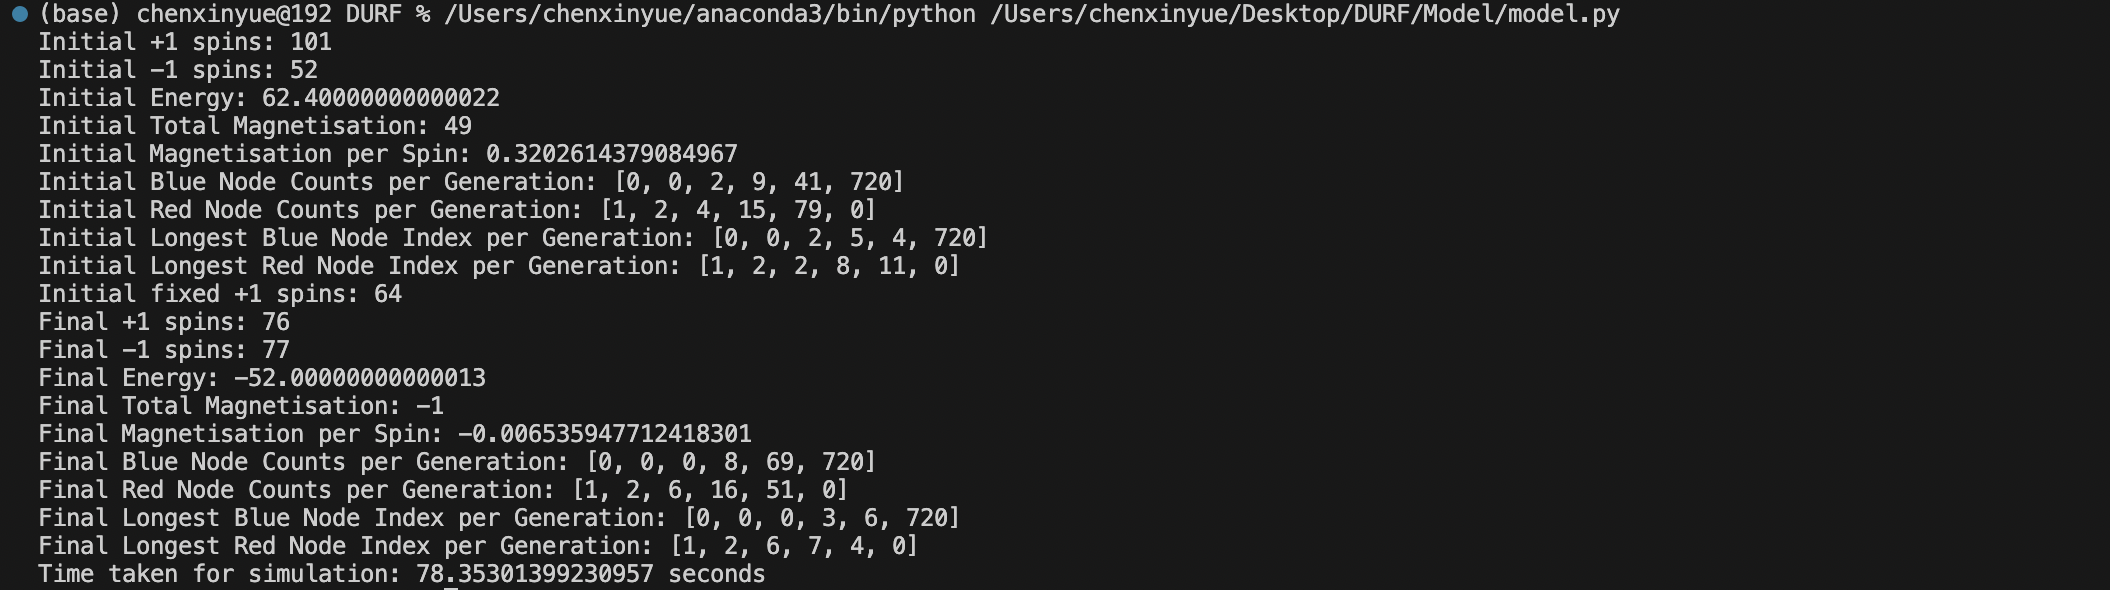 (base) chenxinyue@192 DURF % /Users/chenxinyue/anaconda3/bin/python /Users/chenxinyue/Desktop/DURF/Model/model.py
Initial +1 spins: 101
Initial -1 spins: 52
Initial Energy: 62.40000000000022
Initial Total Magnetisation: 49
Initial Magnetisation per Spin: 0.3202614379084967
Initial Blue Node Counts per Generation: [0, 0, 2, 9, 41, 720]
Initial Red Node Counts per Generation: [1, 2, 4, 15, 79, 0]
Initial Longest Blue Node Index per Generation: [0, 0, 2, 5, 4, 720]
Initial Longest Red Node Index per Generation: [1, 2, 2, 8, 11, 0]
Initial fixed +1 spins: 64
Final +1 spins: 76
Final -1 spins: 77
Final Energy: -52.00000000000013
Final Total Magnetisation: -1
Final Magnetisation per Spin: -0.006535947712418301
Final Blue Node Counts per Generation: [0, 0, 0, 8, 69, 720]
Final Red Node Counts per Generation: [1, 2, 6, 16, 51, 0]
Final Longest Blue Node Index per Generation: [0, 0, 0, 3, 6, 720]
Final Longest Red Node Index per Generation: [1, 2, 6, 7, 4, 0]
Time taken for simulation: 78.35301399230957 seconds